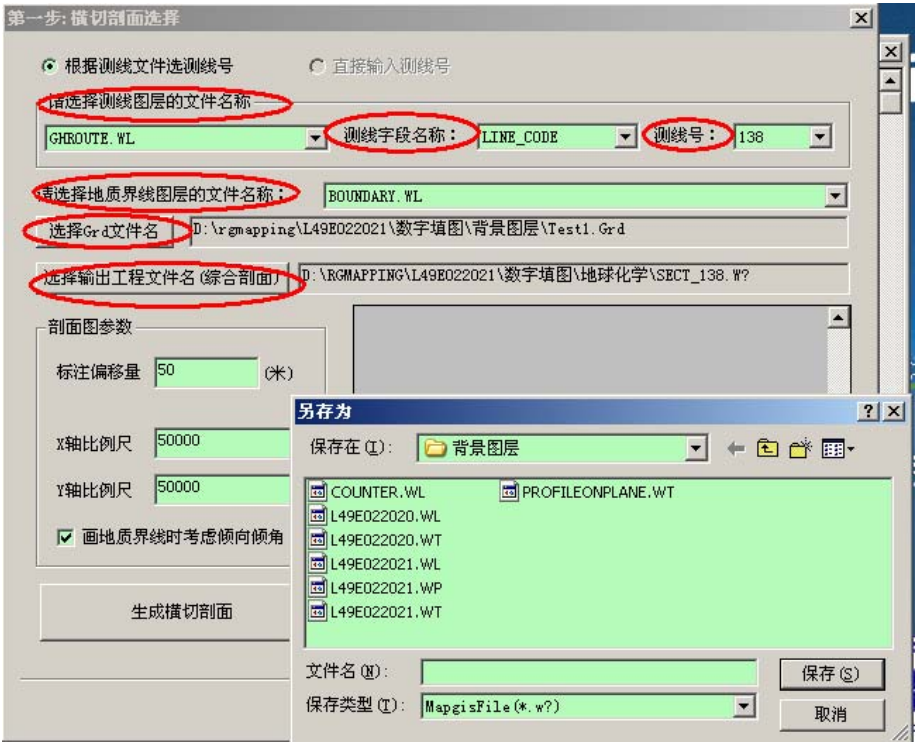 第一步:横切剖面选择
根据测线文件选测线号 直接输入测线号
请选择测线图层的文件名称
GHROUTE.WL 测线字段名称： LINE_CODE 测线号： 138
请选择地质界线图层的文件名称： BOUNDARY.WL
选择Grd文件名 D:\rgmapping\L49E022021\数字填图\背景图层\Test1.Grd
选择输出工程文件名(综合剖面) D:\RGMAPPING\L49E022021\数字填图\地球化学\SECT_138.W?
剖面图参数
标注偏移量 50 (米)
X轴比例尺 50000
Y轴比例尺 50000
画地质界线时考虑倾向倾角
生成横切剖面
另存为
保存在(I): 背景图层
COUNTER.WL PROFILEONPLANE.WT
L49E022020.WL
L49E022020.WT
L49E022021.WL
L49E022021.WP
L49E022021.WT
文件名(N): 保存(S)
保存类型(T): MapgisFile(*.w?) 取消